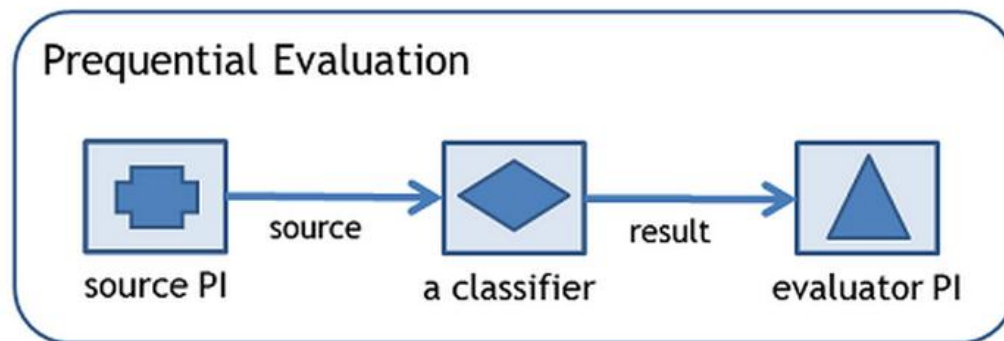 Prequential Evaluation
source
result
source PI
a classifier
evaluator PI